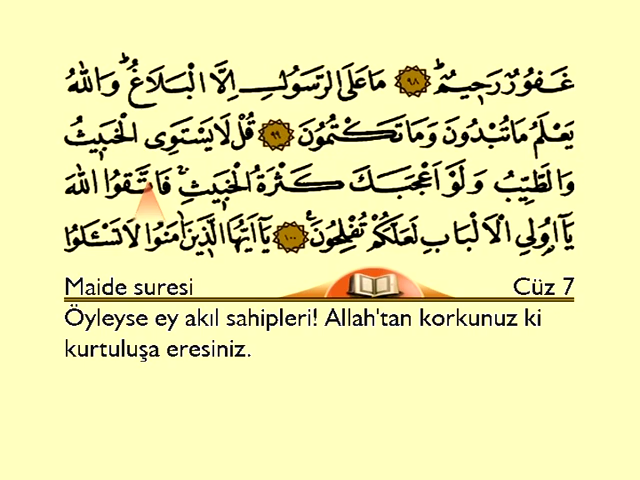 غَفُورٌ رَحٖيمٌ ﴿٩٨﴾ مَا عَلَى الرَّسُولِ اِلَّا الْبَلَاغُ وَاللّٰهُ
يَعْلَمُ مَا تُبْدُونَ وَمَا تَكْتُمُونَ ﴿٩٩﴾ قُلْ لَا يَسْتَوِى الْخَبٖيثُ
وَالطَّيِّبُ وَلَوْ اَعْجَبَكَ كَثْرَةُ الْخَبٖيثِ فَاتَّقُوا اللّٰهَ
يَٓا اُولِى الْاَلْبَابِ لَعَلَّكُمْ تُفْلِحُونَ ﴿١٠٠﴾ يَٓا اَيُّهَا الَّذٖينَ اٰمَنُوا لَا تَسْـَٔلُوا
Maide suresi Cüz 7
Öyleyse ey akıl sahipleri! Allah'tan korkunuz ki
kurtuluşa eresiniz.